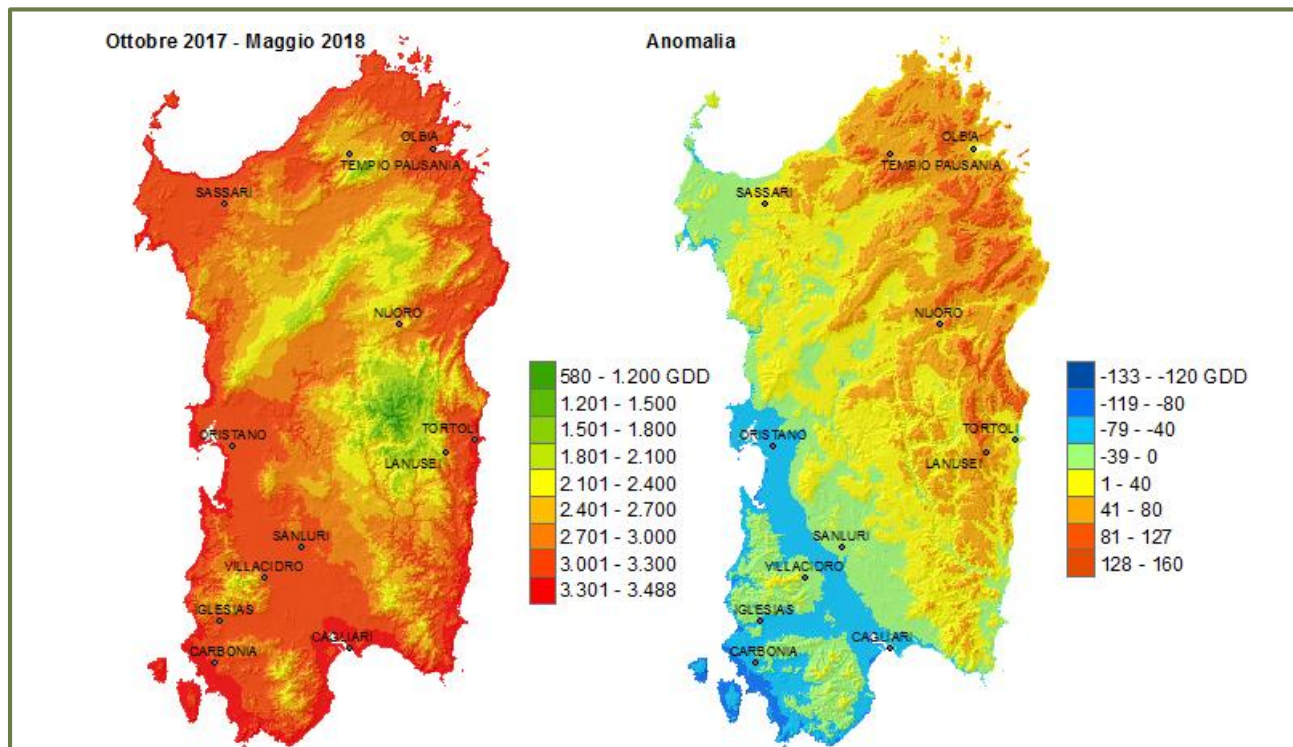 Ottobre 2017 - Maggio 2018
OLBIA
TEMPIO PAUSANIA
SASSARI
NUORO
ORISTANO
TORTOLI
LANUSEI
SANLURI
VILLACIDRO
IGLESIAS
CAGLIARI
CARBONIA
580 - 1.200 GDD
1.201 - 1.500
1.501 - 1.800
1.801 - 2.100
2.101 - 2.400
2.401 - 2.700
2.701 - 3.000
3.001 - 3.300
3.301 - 3.488
Anomalia
OLBIA
TEMPIO PAUSANIA
SASSARI
NUORO
ORISTANO
TORTOLI
LANUSEI
SANLURI
VILLACIDRO
IGLESIAS
CAGLIARI
CARBONIA
-133 - -120 GDD
-119 - -80
-79 - -40
-39 - 0
1 - 40
41 - 80
81 - 127
128 - 160